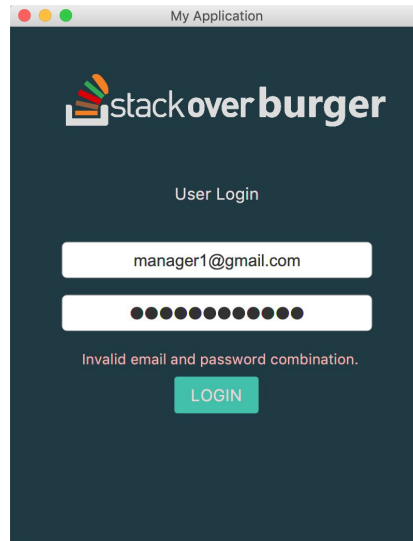 My Application
stackoverburger
User Login
manager1@gmail.com
●●●●●●●●●●●●
Invalid email and password combination.
LOGIN